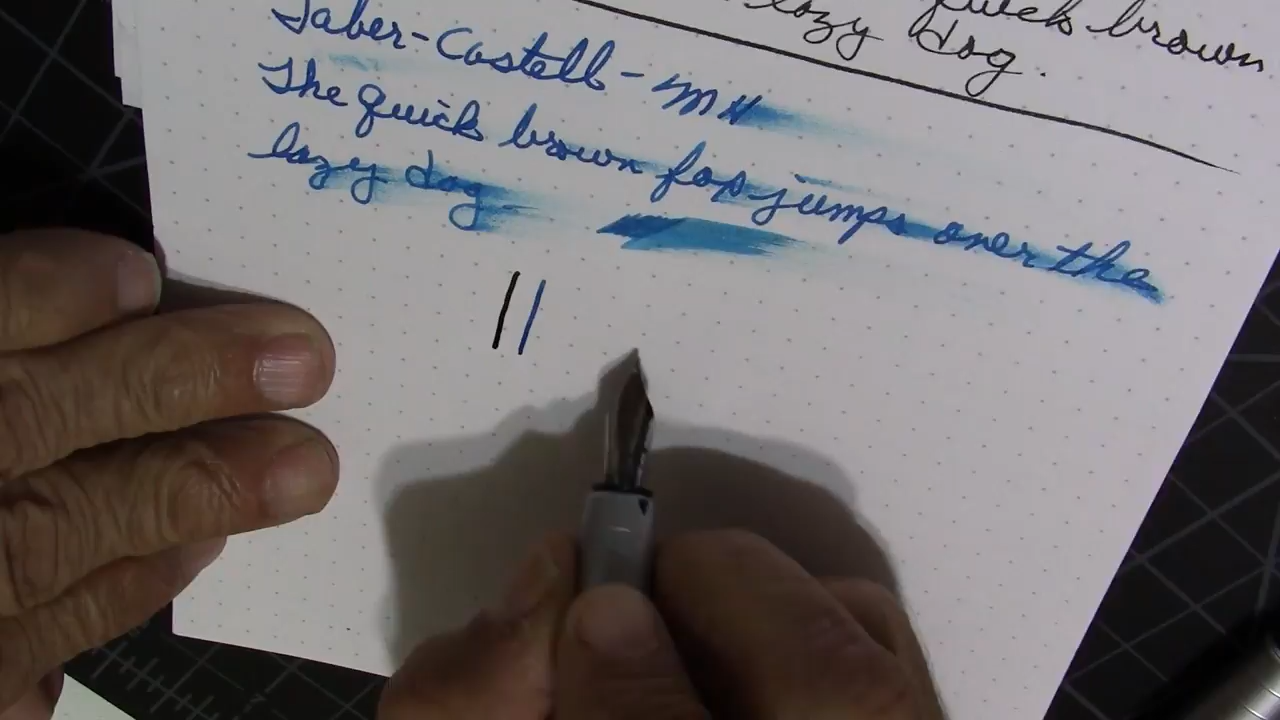 quick brown
lazy dog.
Faber-Castell - M
The quick brown fox jumps over the
lazy dog.